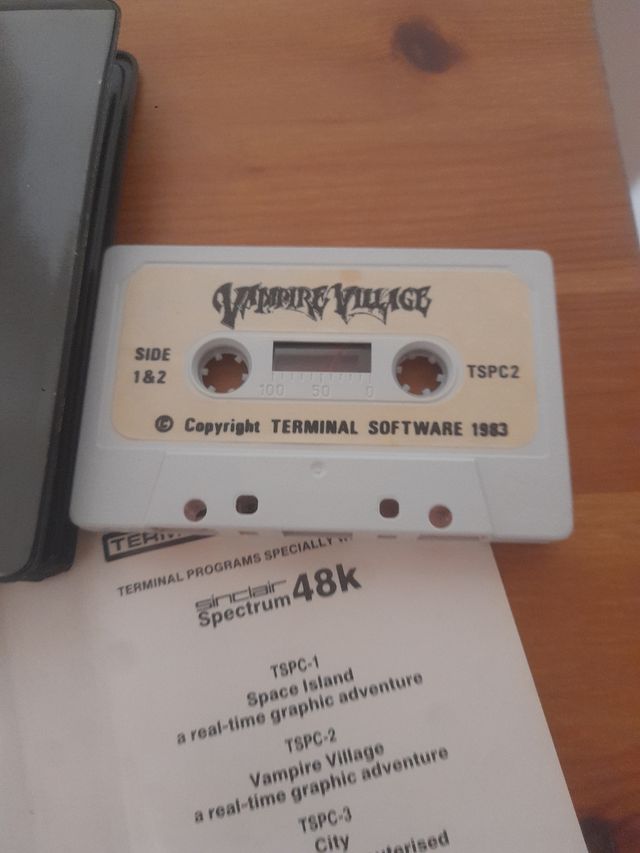 VAMPIRE VILLAGE
SIDE
1&2
TSPC2
100 50 0
© Copyright TERMINAL SOFTWARE 1983
TERMINAL PROGRAMS SPECIALLY
sinclair
Spectrum 48k
TSPC-1
Space Island
a real-time graphic adventure
TSPC-2
Vampire Village
a real-time graphic adventure
TSPC-3
City